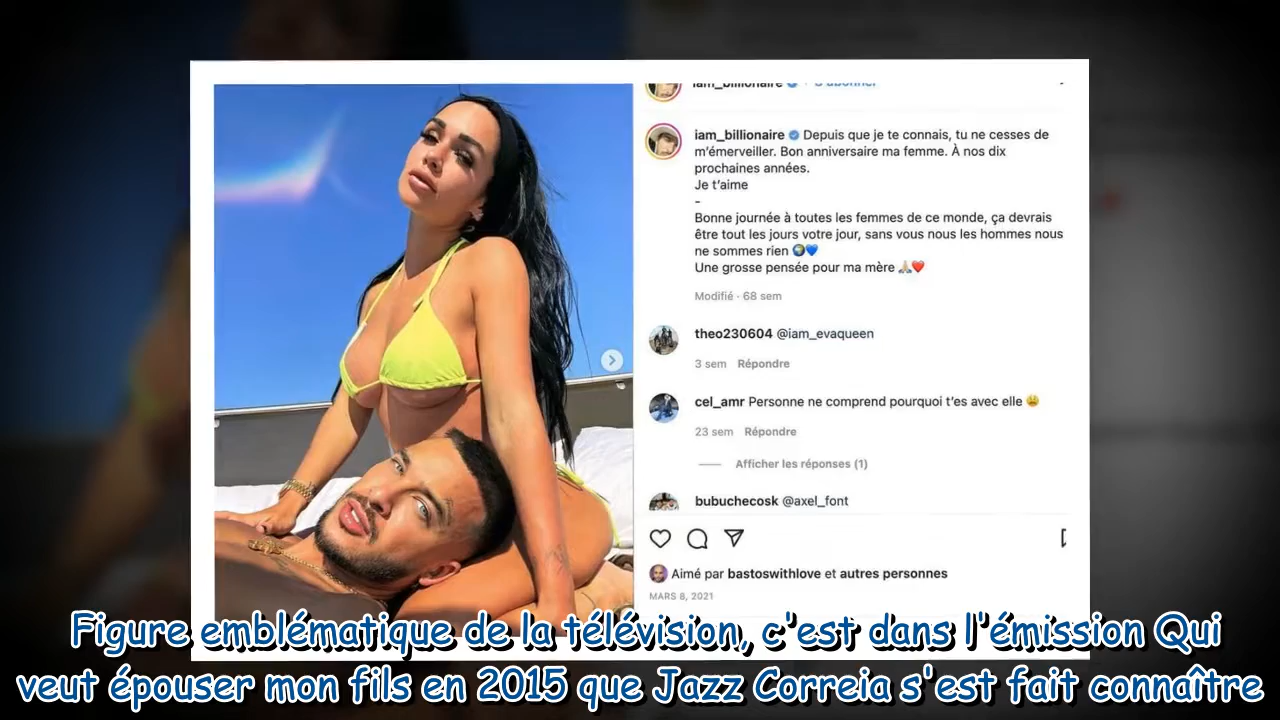 iam_billionaire S'abonner
iam_billionaire Depuis que je te connais, tu ne cesses de
m'émerveiller. Bon anniversaire ma femme. À nos dix
prochaines années.
Je t'aime
-
Bonne journée à toutes les femmes de ce monde, ça devrais
être tout les jours votre jour, sans vous nous les hommes nous
ne sommes rien 🌍💙
Une grosse pensée pour ma mère 🙏🏼❤️
Modifié · 68 sem
theo230604 @iam_evaqueen
3 sem Répondre
cel_amr Personne ne comprend pourquoi t'es avec elle 😩
23 sem Répondre
Afficher les réponses (1)
bubuchecosk @axel_font
Aimé par bastoswithlove et autres personnes
MARS 8, 2021
Figure emblématique de la télévision, c'est dans l'émission Qui
veut épouser mon fils en 2015 que Jazz Correia s'est fait connaître